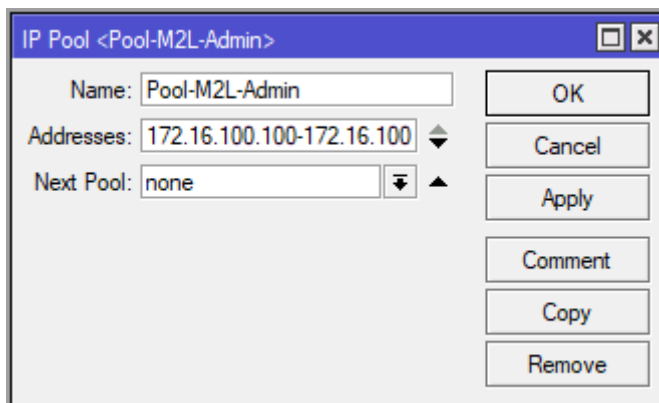 IP Pool <Pool-M2L-Admin>
Name: Pool-M2L-Admin
OK
Addresses: 172.16.100.100-172.16.100
Cancel
Next Pool: none
Apply
Comment
Copy
Remove